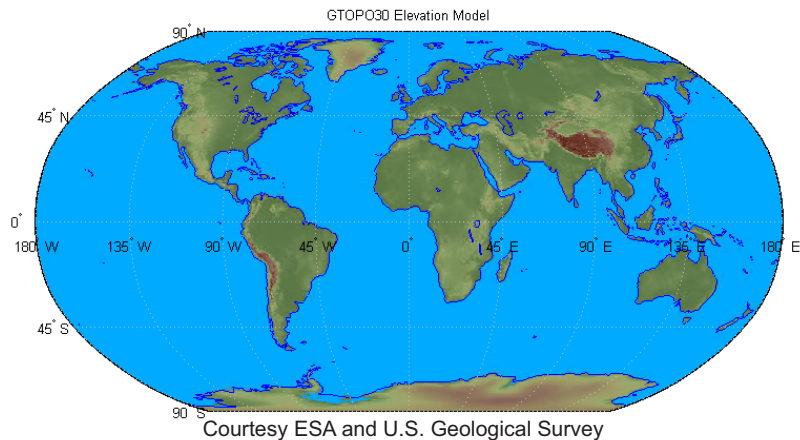 GTOPO30 Elevation Model
90° N
45° N
0°
180° W 135° W 90° W 45° W 0° 45° E 90° E 135° E 180° E
45° S
90° S
Courtesy ESA and U.S. Geological Survey